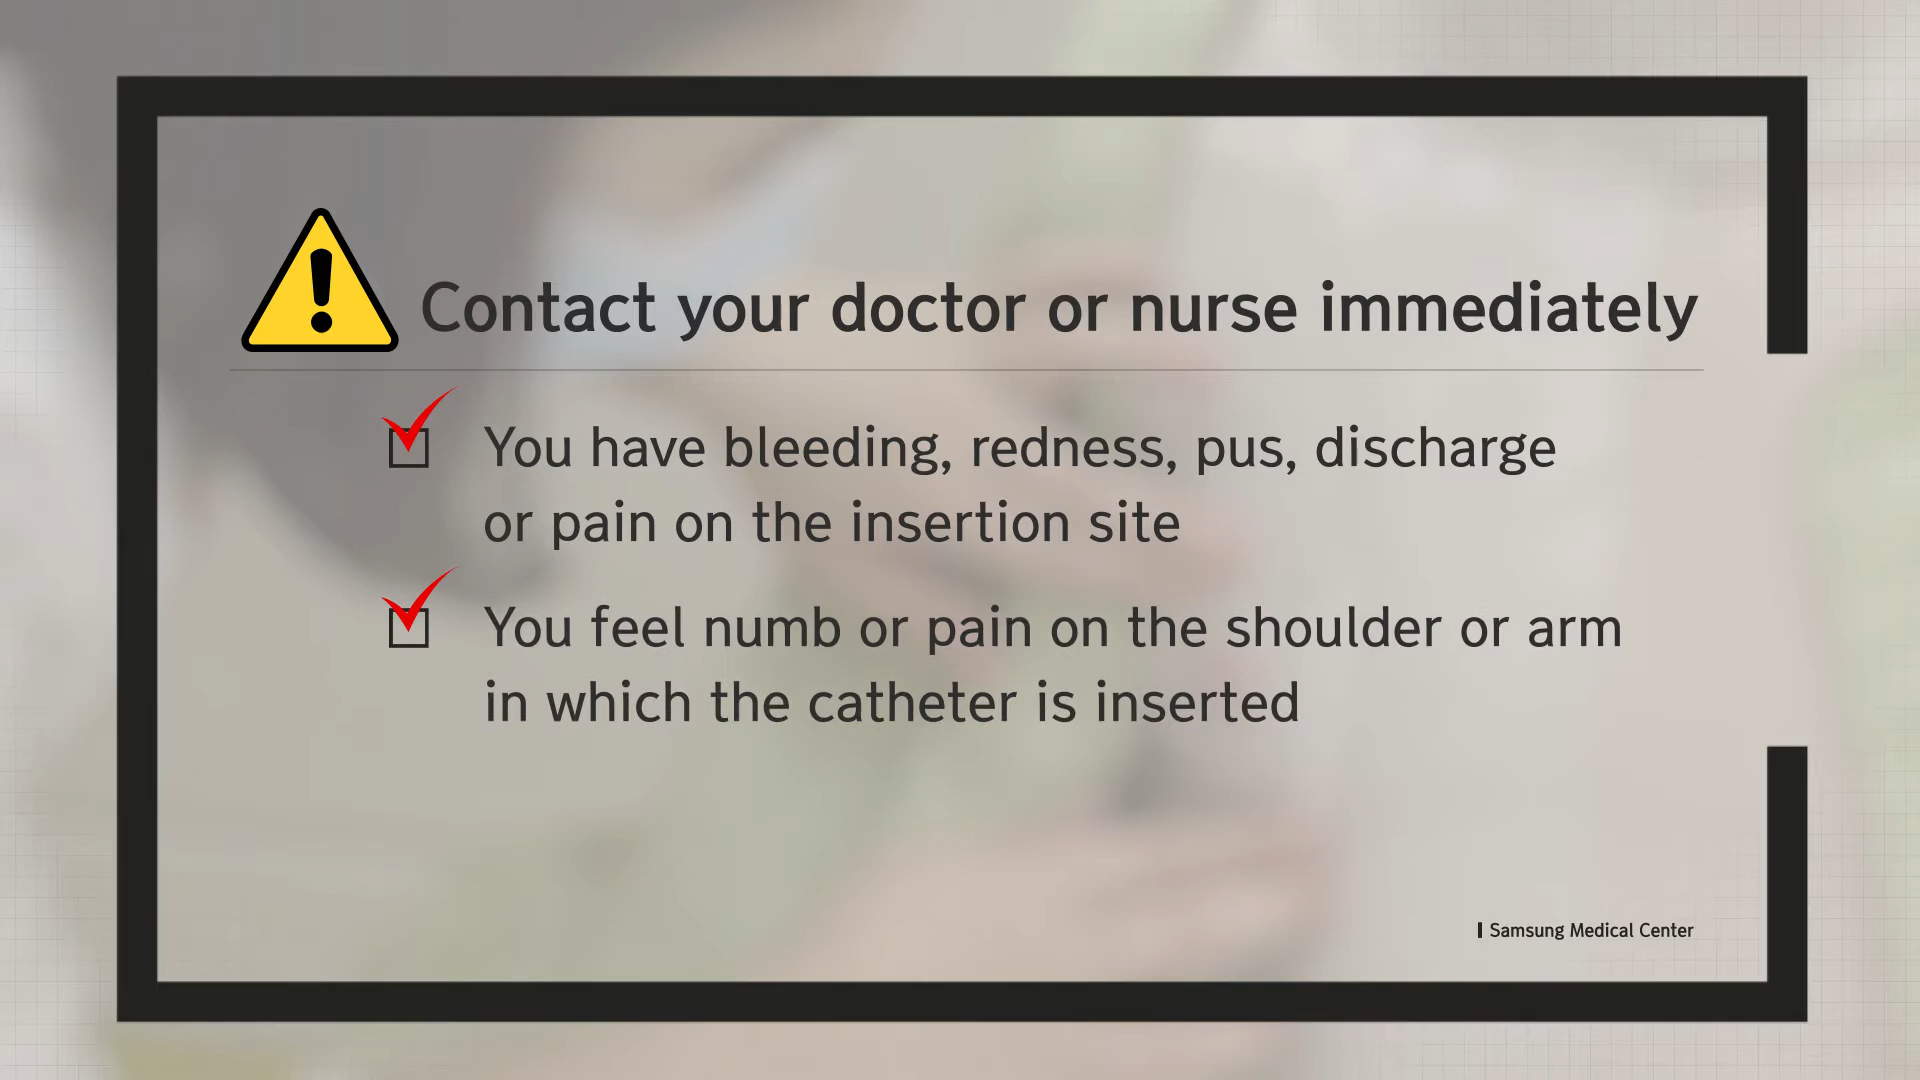 Contact your doctor or nurse immediately
You have bleeding, redness, pus, discharge
or pain on the insertion site
You feel numb or pain on the shoulder or arm
in which the catheter is inserted
Samsung Medical Center